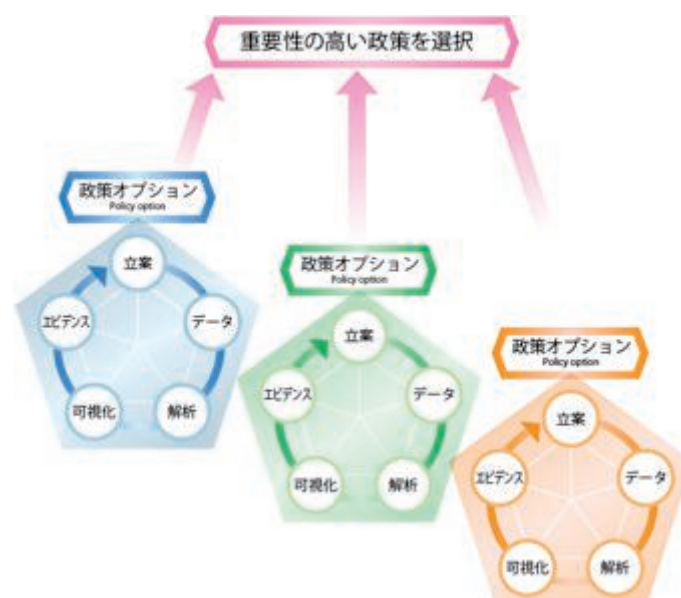 重要性の高い政策を選択
政策オプション
Policy option
立案
エビデンス
データ
可視化
解析
政策オプション
Policy option
立案
エビデンス
データ
可視化
解析
政策オプション
Policy option
立案
エビデンス
データ
可視化
解析